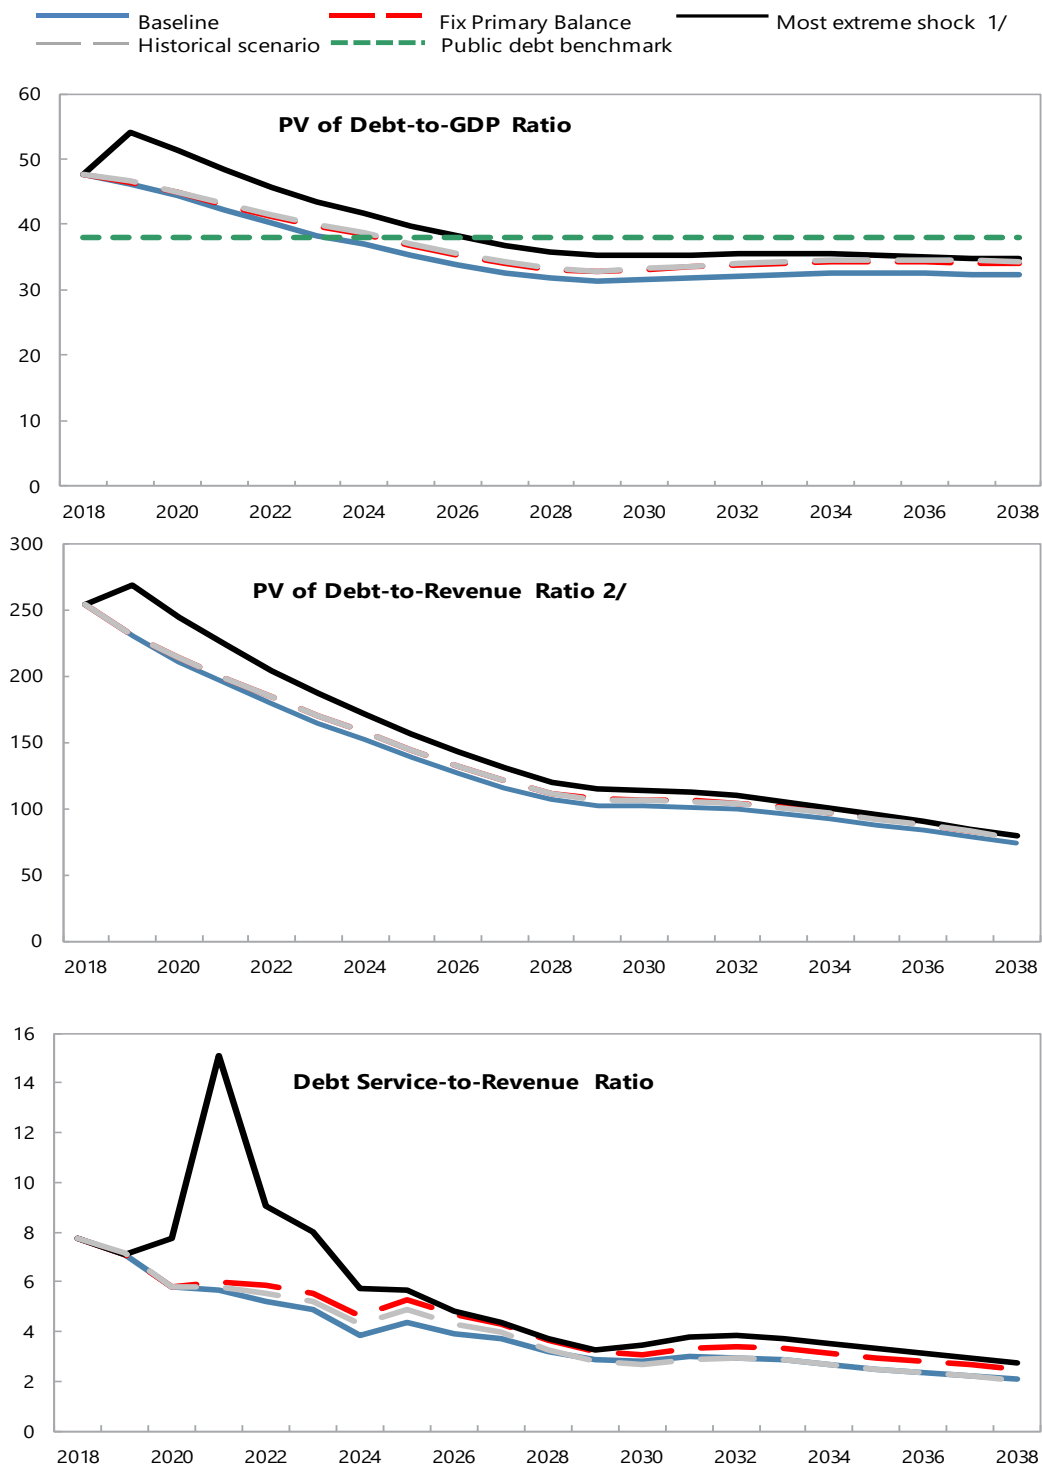 Baseline
Fix Primary Balance
Most extreme shock 1/
Historical scenario
Public debt benchmark
PV of Debt-to-GDP Ratio
60
50
40
30
20
10
0
2018 2020 2022 2024 2026 2028 2030 2032 2034 2036 2038
PV of Debt-to-Revenue Ratio 2/
300
250
200
150
100
50
0
2018 2020 2022 2024 2026 2028 2030 2032 2034 2036 2038
Debt Service-to-Revenue Ratio
16
14
12
10
8
6
4
2
0
2018 2020 2022 2024 2026 2028 2030 2032 2034 2036 2038